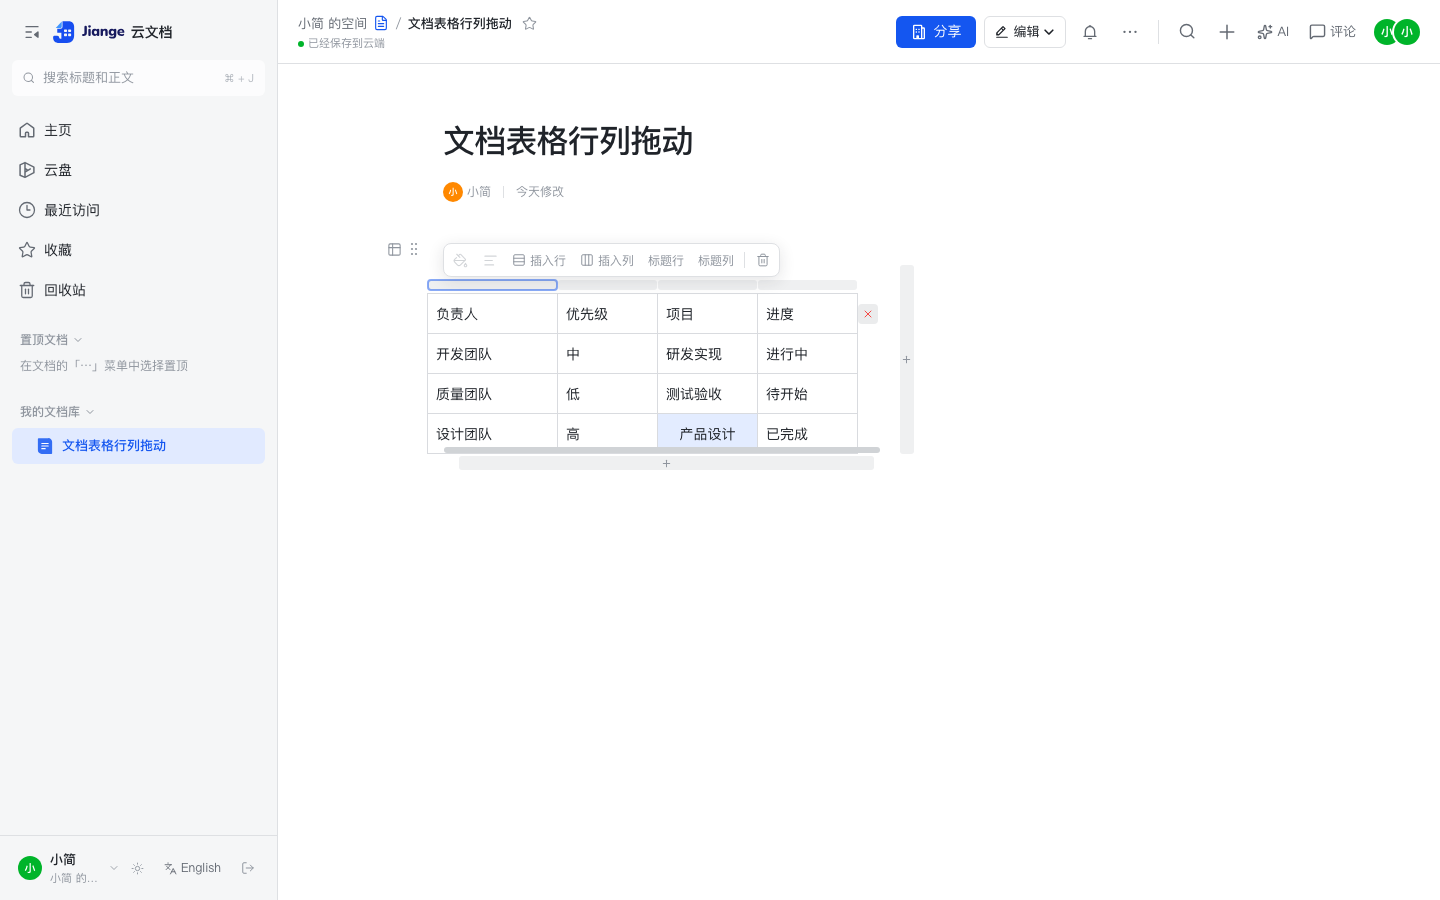 Jiange 云文档
搜索标题和正文 ⌘ + J
主页
云盘
最近访问
收藏
回收站
置顶文档
在文档的「···」菜单中选择置顶
我的文档库
文档表格行列拖动
小 小简
小简 的...
English
小简 的空间 / 文档表格行列拖动
已经保存到云端
分享
编辑
AI
评论
小 小
文档表格行列拖动
小 小简 今天修改
插入行 插入列 标题行 标题列
负责人 优先级 项目 进度
开发团队 中 研发实现 进行中
质量团队 低 测试验收 待开始
设计团队 高 产品设计 已完成